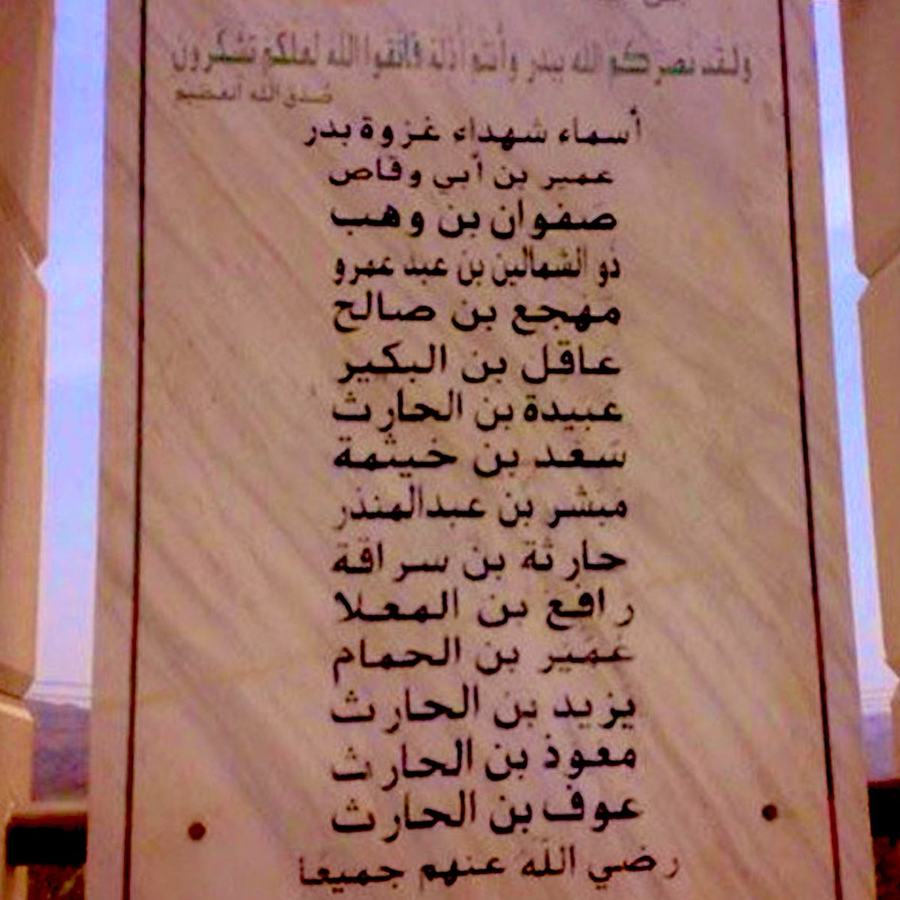 ولقد نصركم الله ببدر وأنتم أذلة فاتقوا الله لعلكم تشكرون
صدق الله العظيم
أسماء شهداء غزوة بدر
عمير بن أبي وقاص
صفوان بن وهب
ذو الشمالين بن عبد عمرو
مهجع بن صالح
عاقل بن البكير
عبيدة بن الحارث
سعد بن خيثمة
مبشر بن عبدالمنذر
حارثة بن سراقة
رافع بن المعلا
عمير بن الحمام
يزيد بن الحارث
معوذ بن الحارث
عوف بن الحارث
رضي الله عنهم جميعا